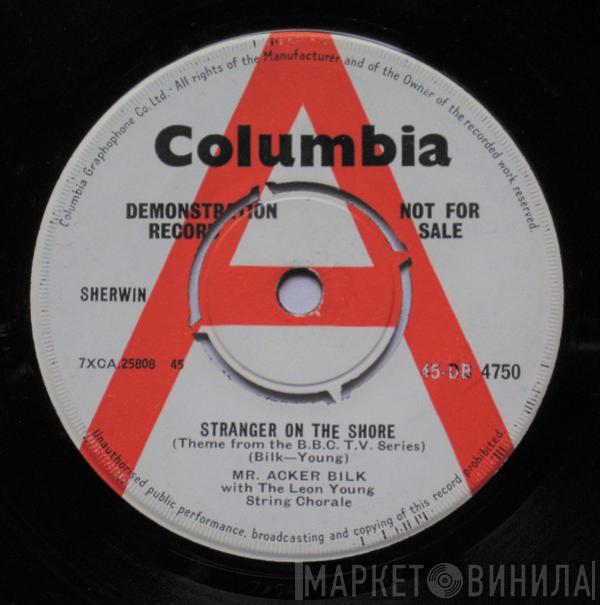 Columbia Graphophone Co. Ltd. · All rights of the Manufacturer and of the Owner of the recorded work reserved.
Columbia
DEMONSTRATION RECORD
NOT FOR SALE
SHERWIN
7XCA.25808 45
45-DB 4750
STRANGER ON THE SHORE
(Theme from the B.B.C. T.V. Series)
(Bilk—Young)
MR. ACKER BILK
with The Leon Young
String Chorale
Unauthorised public performance, broadcasting and copying of this record prohibited.
МАРКЕТ ВИНИЛА